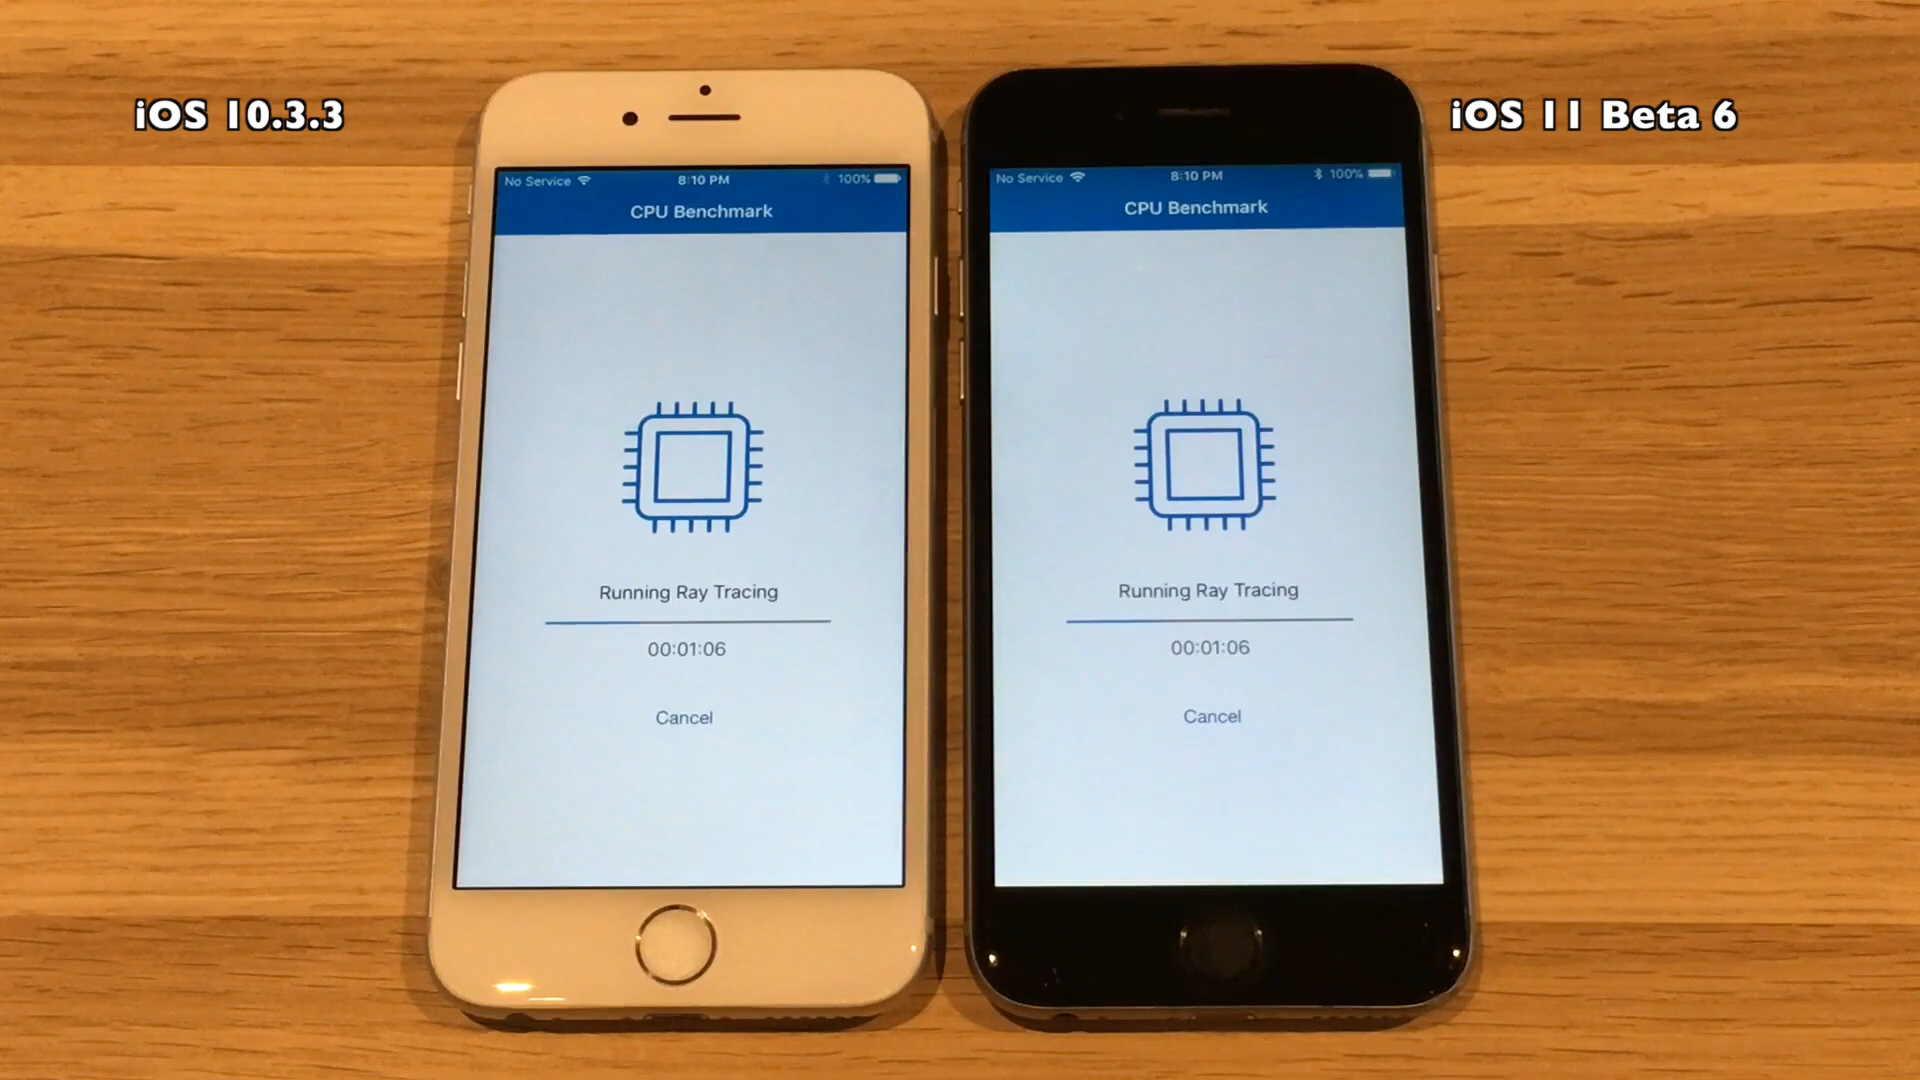 iOS 10.3.3
iOS 11 Beta 6
No Service 8:10 PM 100%
CPU Benchmark
Running Ray Tracing
00:01:06
Cancel
No Service 8:10 PM 100%
CPU Benchmark
Running Ray Tracing
00:01:06
Cancel